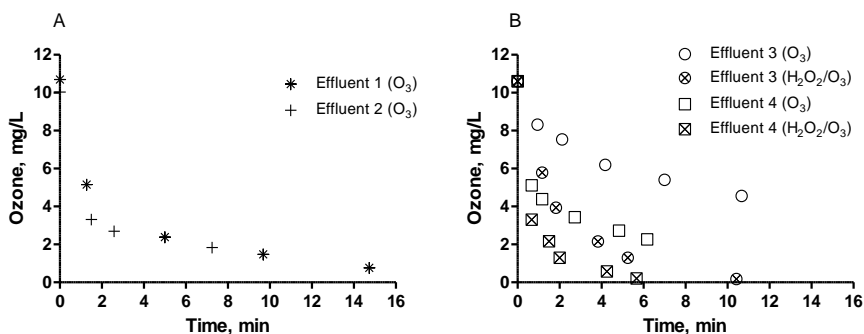 A
Ozone, mg/L
12
10
8
6
4
2
0
0 2 4 6 8 10 12 14 16
Time, min
Effluent 1 (O₃)
Effluent 2 (O₃)
B
Ozone, mg/L
12
10
8
6
4
2
0
0 2 4 6 8 10 12 14 16
Time, min
Effluent 3 (O₃)
Effluent 3 (H₂O₂/O₃)
Effluent 4 (O₃)
Effluent 4 (H₂O₂/O₃)